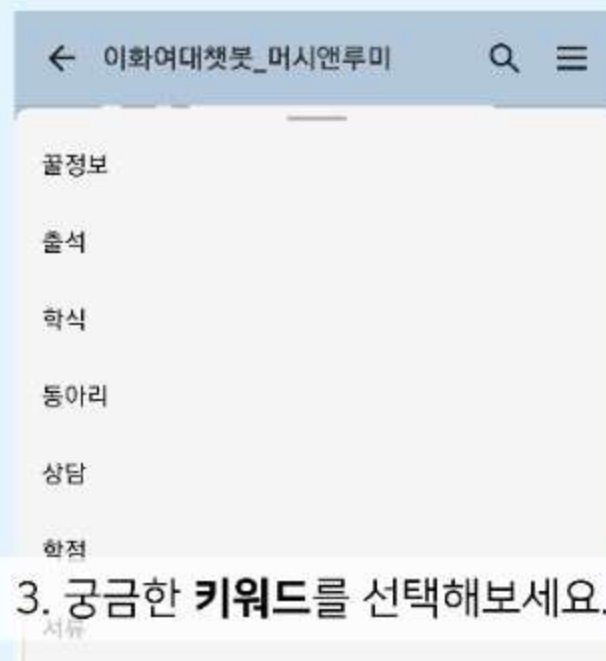 이화여대챗봇_머시앤루미
꿀정보
출석
학식
동아리
상담
학점
3. 궁금한 키워드를 선택해보세요.
서류